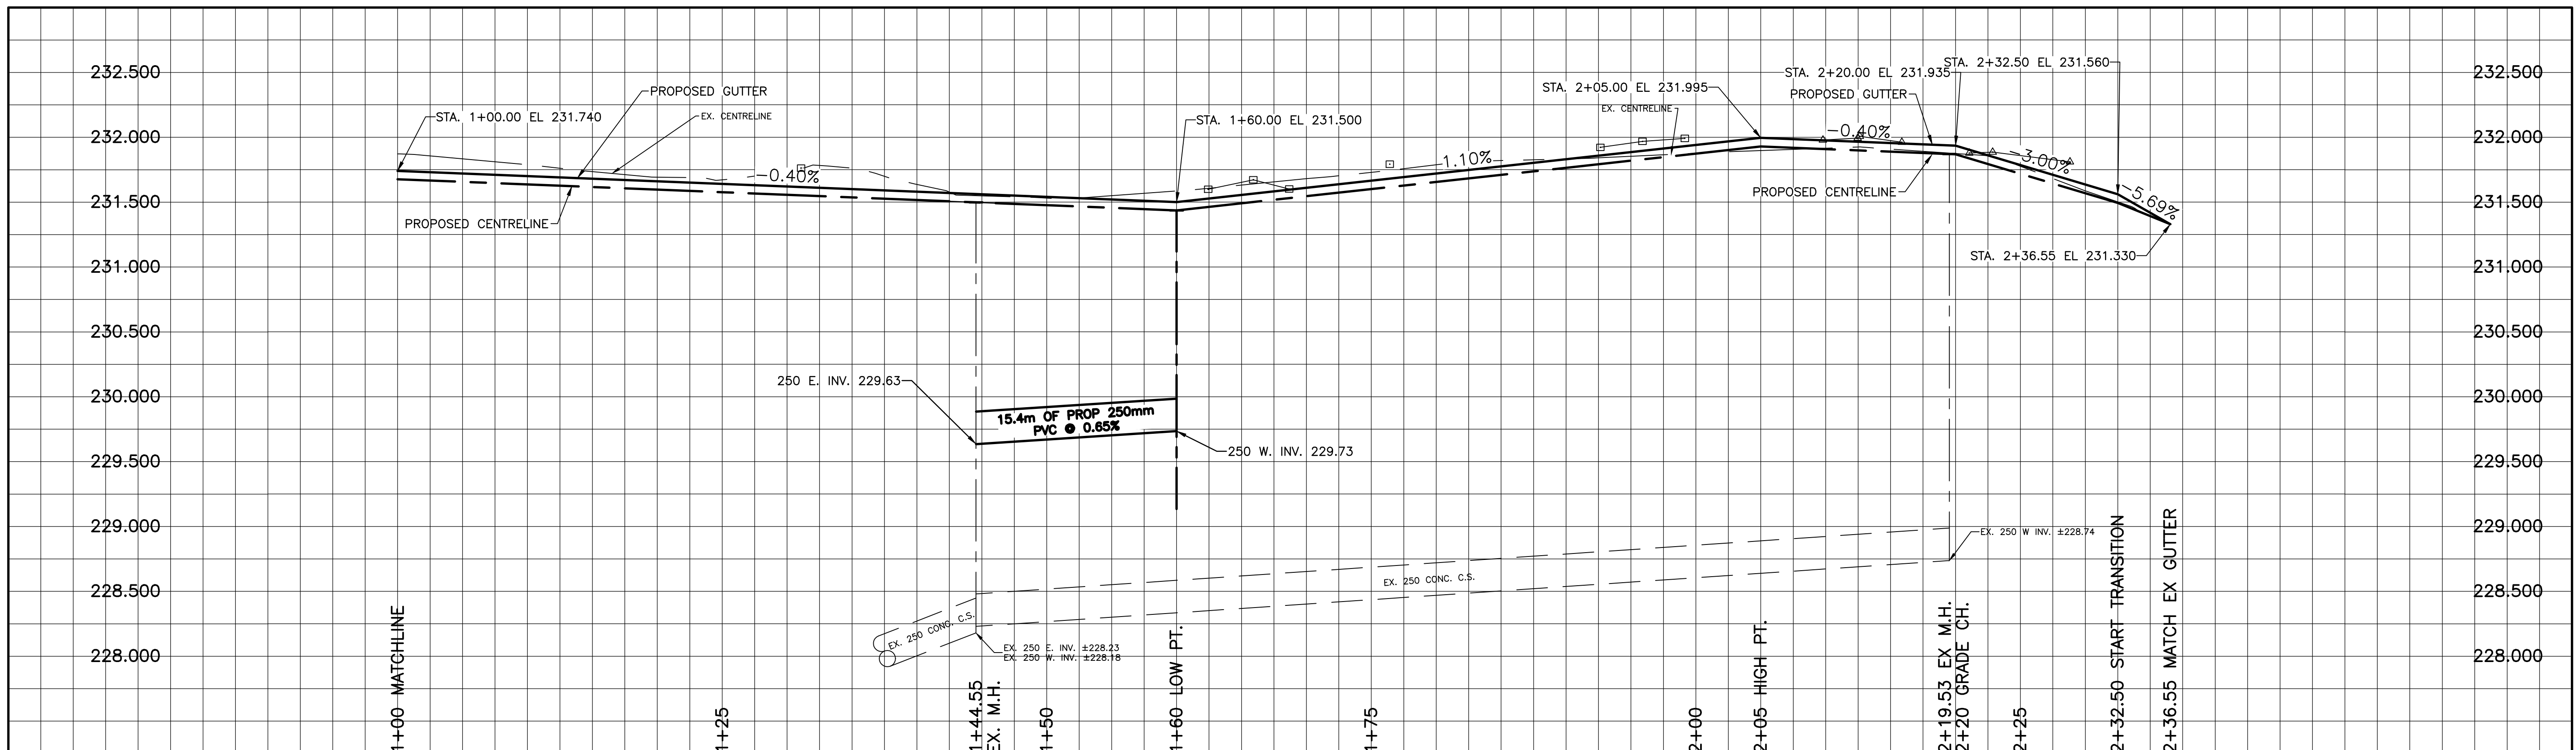 232.500
232.000
231.500
231.000
230.500
230.000
229.500
229.000
228.500
228.000
STA. 1+00.00 EL 231.740
PROPOSED GUTTER
EX. CENTRELINE
-0.40%
PROPOSED CENTRELINE
STA. 1+60.00 EL 231.500
1.10%
STA. 2+05.00 EL 231.995
EX. CENTRELINE
STA. 2+20.00 EL 231.935
PROPOSED GUTTER
STA. 2+32.50 EL 231.560
-0.40%
-3.00%
-5.69%
PROPOSED CENTRELINE
STA. 2+36.55 EL 231.330
250 E. INV. 229.63
15.4m OF PROP 250mm
PVC @ 0.65%
250 W. INV. 229.73
EX. 250 CONC. C.S.
EX. 250 W INV. ±228.74
EX. 250 CONC. C.S.
EX. 250 E. INV. ±228.23
EX. 250 W. INV. ±228.18
1+00 MATCHLINE
1+25
1+44.55
EX. M.H.
1+50
1+60 LOW PT.
1+75
2+00
2+05 HIGH PT.
2+19.53 EX M.H.
2+20 GRADE CH.
2+25
2+32.50 START TRANSITION
2+36.55 MATCH EX GUTTER
232.500
232.000
231.500
231.000
230.500
230.000
229.500
229.000
228.500
228.000